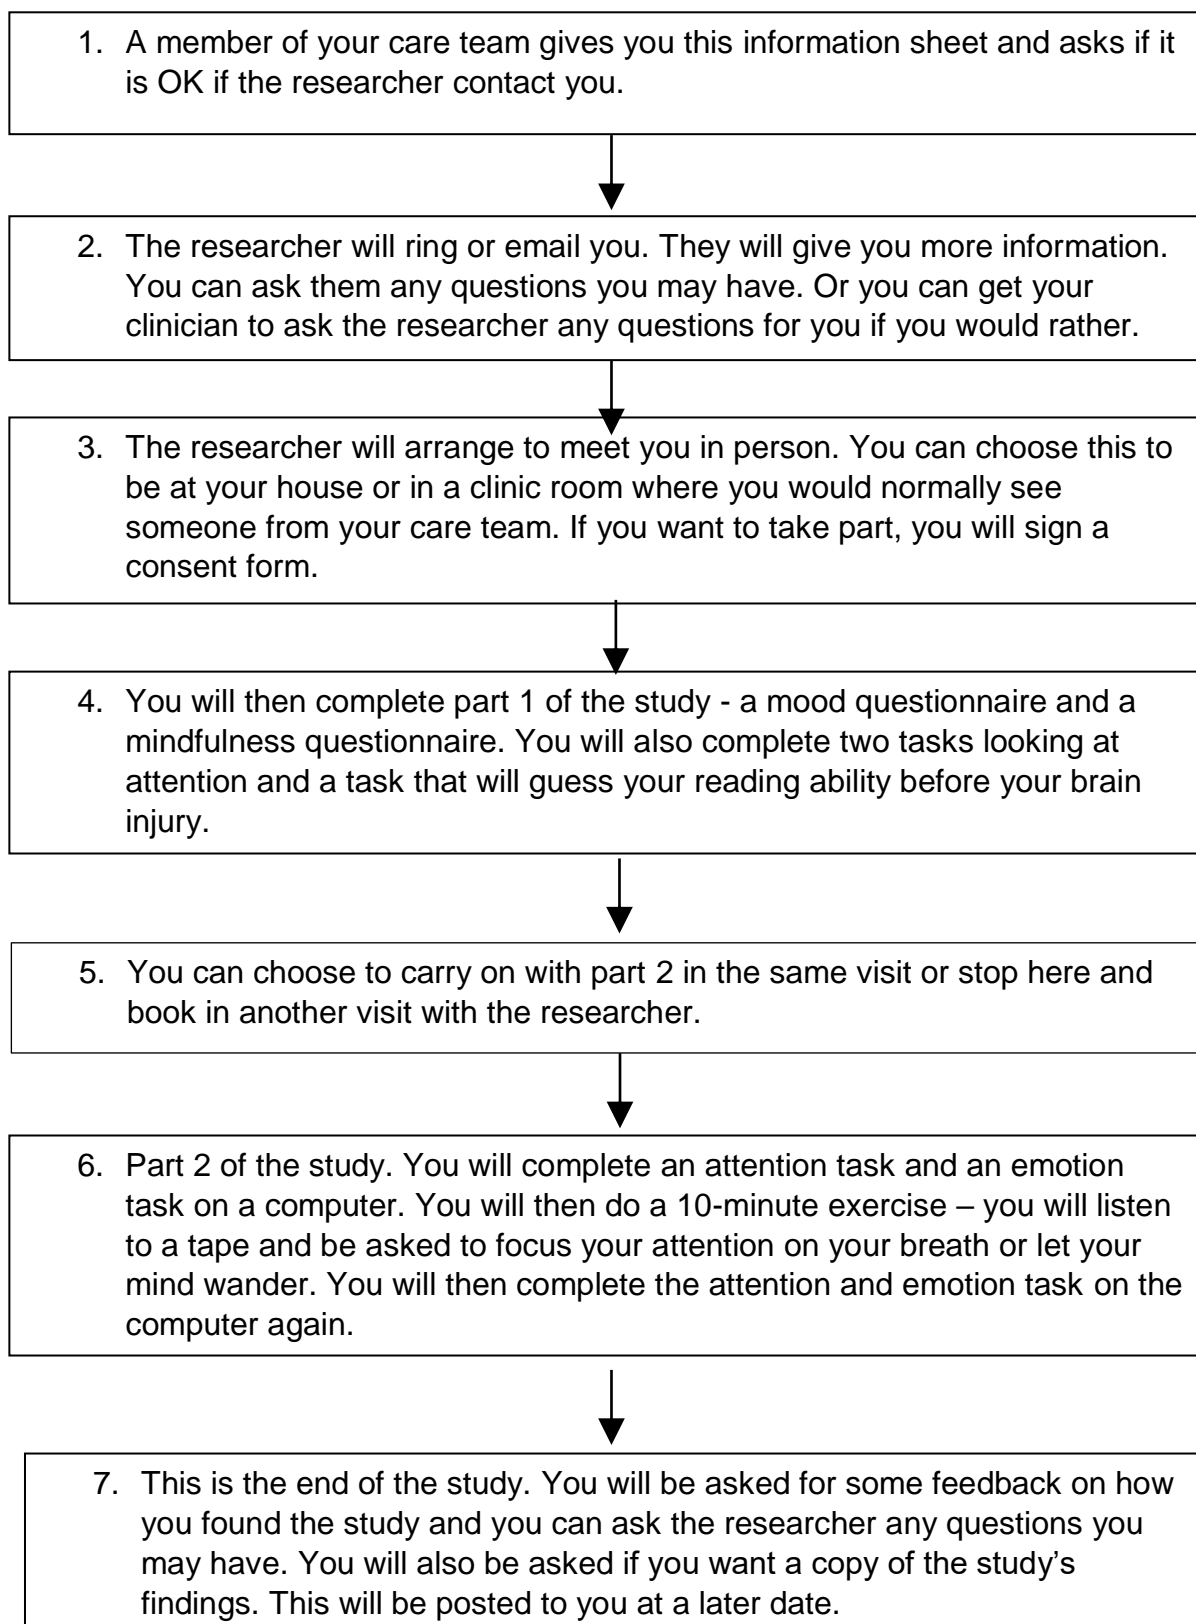 1. A member of your care team gives you this information sheet and asks if it
is OK if the researcher contact you.
2. The researcher will ring or email you. They will give you more information.
You can ask them any questions you may have. Or you can get your
clinician to ask the researcher any questions for you if you would rather.
3. The researcher will arrange to meet you in person. You can choose this to
be at your house or in a clinic room where you would normally see
someone from your care team. If you want to take part, you will sign a
consent form.
4. You will then complete part 1 of the study - a mood questionnaire and a
mindfulness questionnaire. You will also complete two tasks looking at
attention and a task that will guess your reading ability before your brain
injury.
5. You can choose to carry on with part 2 in the same visit or stop here and
book in another visit with the researcher.
6. Part 2 of the study. You will complete an attention task and an emotion
task on a computer. You will then do a 10-minute exercise – you will listen
to a tape and be asked to focus your attention on your breath or let your
mind wander. You will then complete the attention and emotion task on the
computer again.
7. This is the end of the study. You will be asked for some feedback on how
you found the study and you can ask the researcher any questions you
may have. You will also be asked if you want a copy of the study’s
findings. This will be posted to you at a later date.